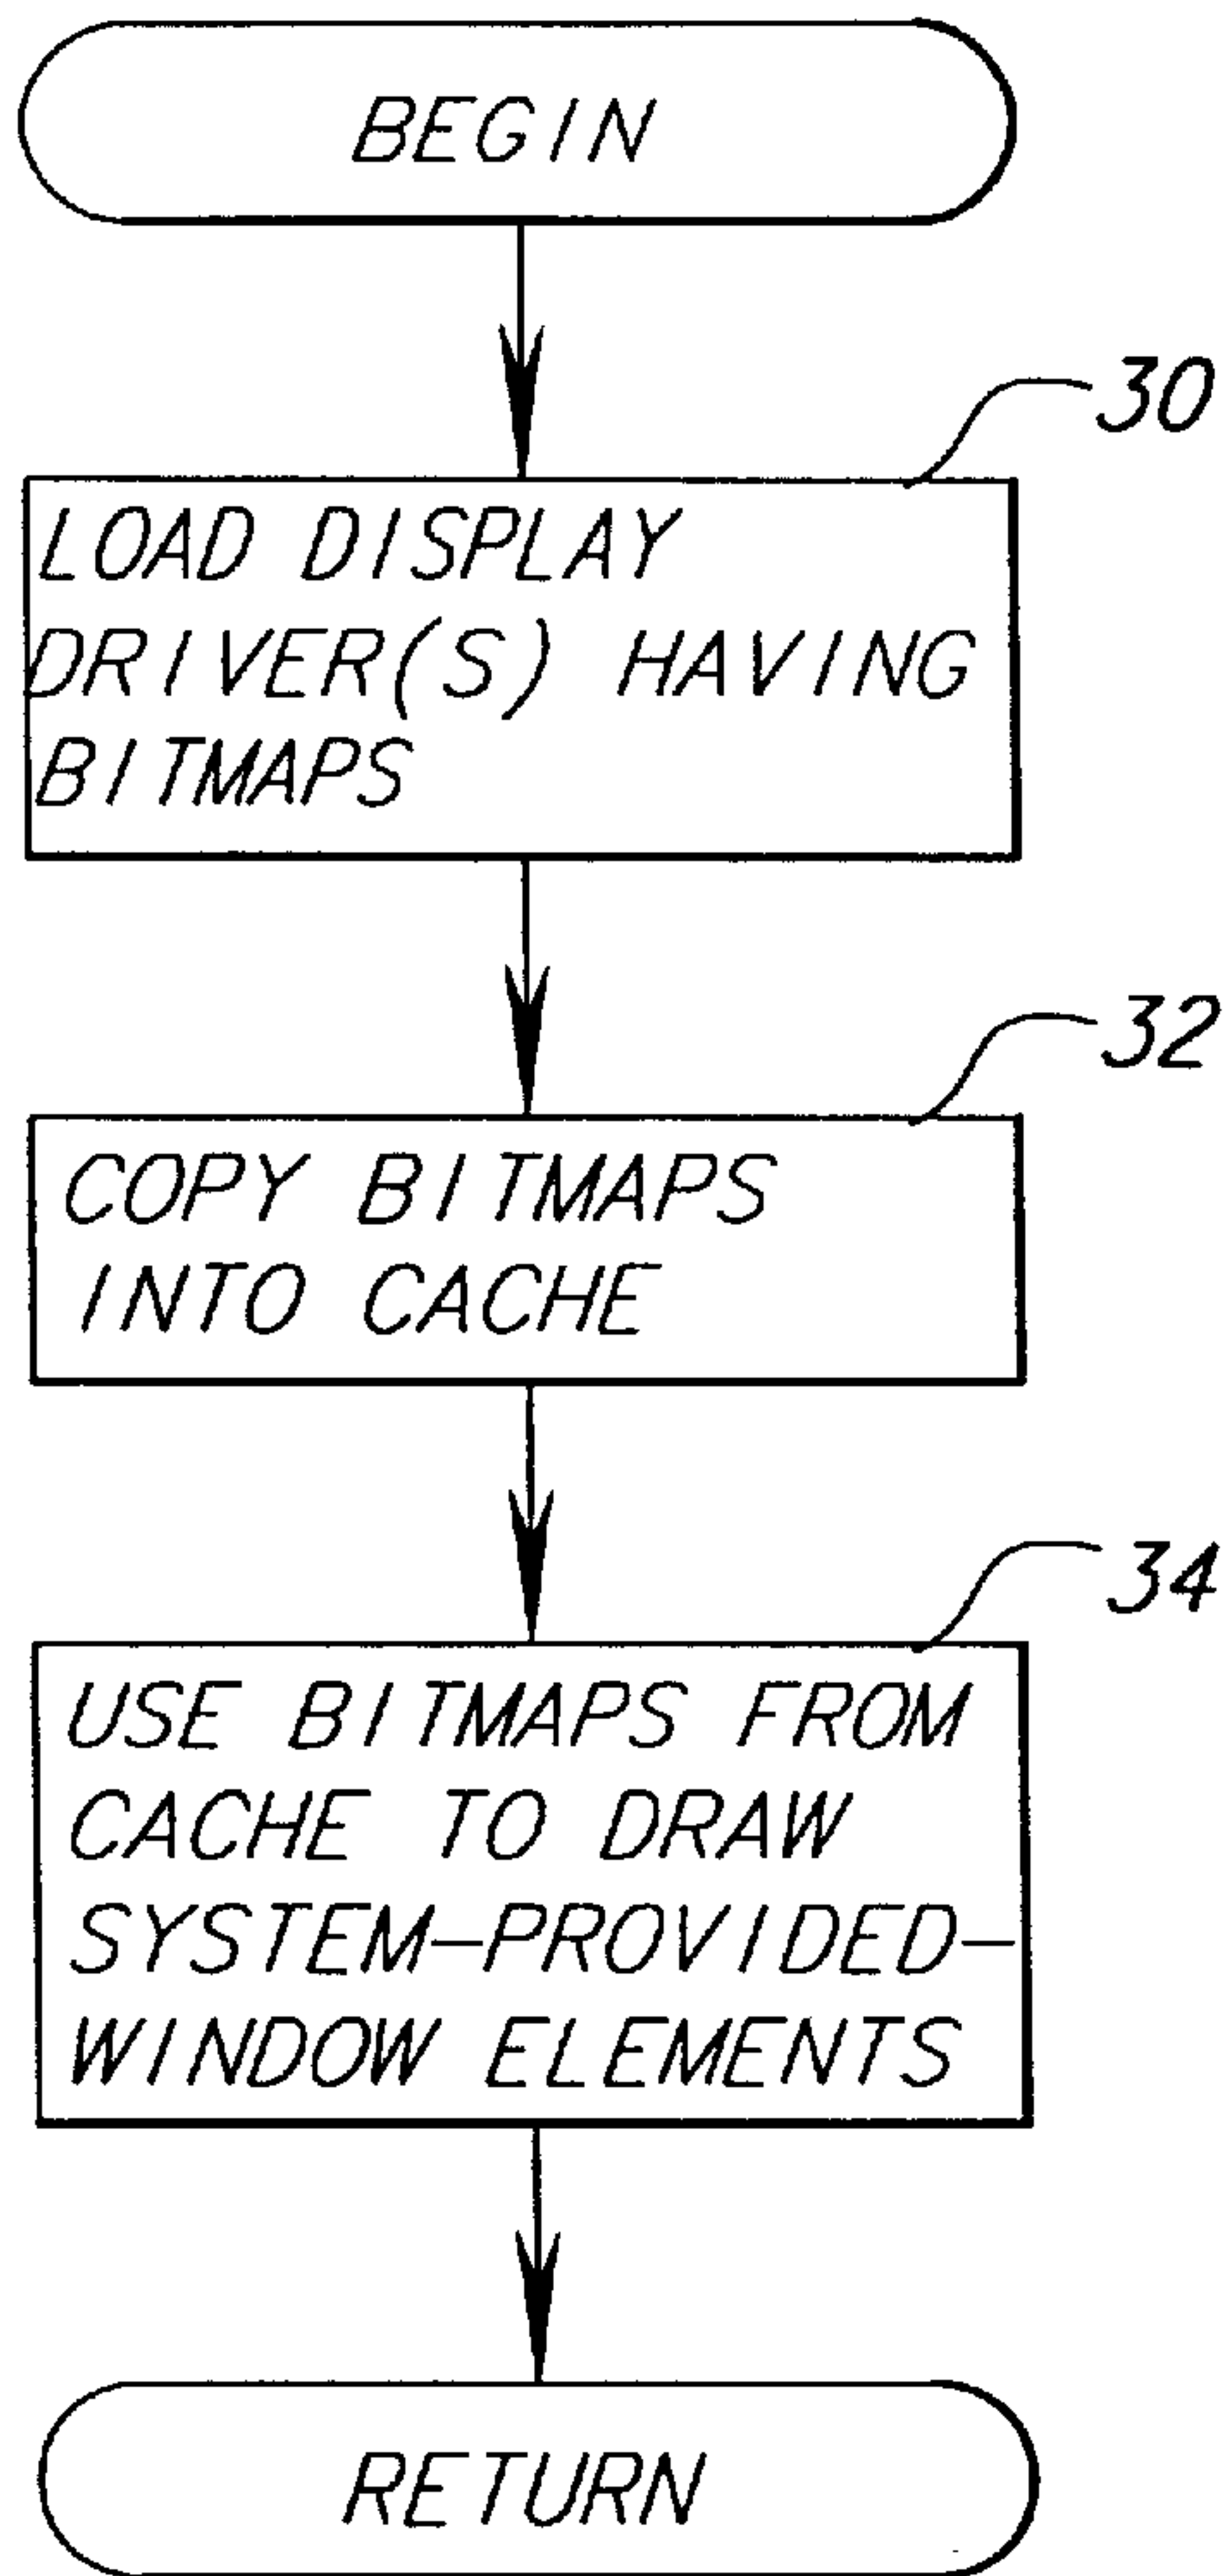 BEGIN
30
LOAD DISPLAY
DRIVER(S) HAVING
BITMAPS
32
COPY BITMAPS
INTO CACHE
34
USE BITMAPS FROM
CACHE TO DRAW
SYSTEM-PROVIDED-
WINDOW ELEMENTS
RETURN